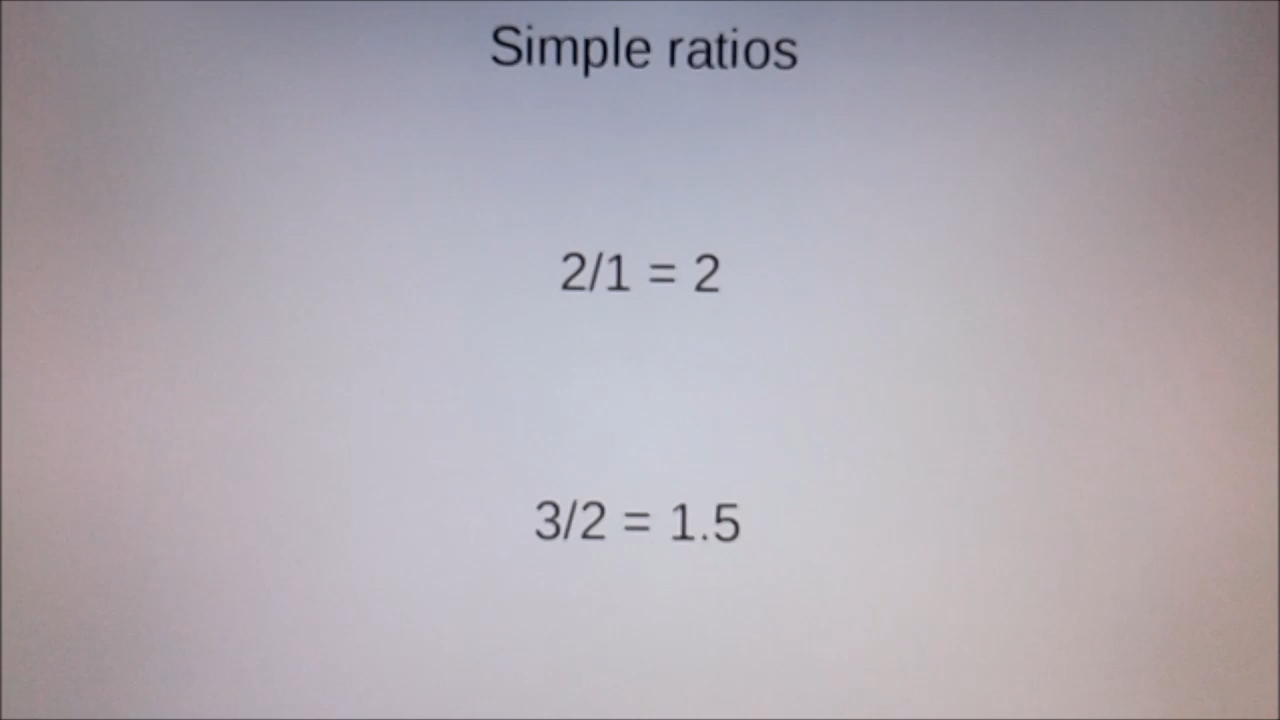 Simple ratios
2/1 = 2
3/2 = 1.5